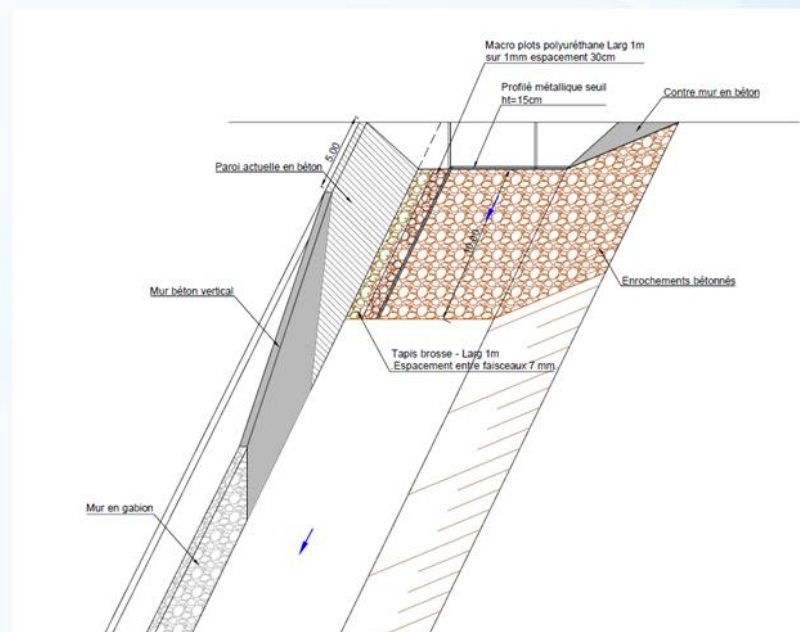 Macro plots polyuréthane Larg 1m
sur 1mm espacement 30cm
Profilé métallique seuil
ht=15cm
Contre mur en béton
5.00
Paroi actuelle en béton
10.00
Enrochements bétonnés
Mur béton vertical
Tapis brosse - Larg 1m
Espacement entre faisceaux 7 mm
Mur en gabion